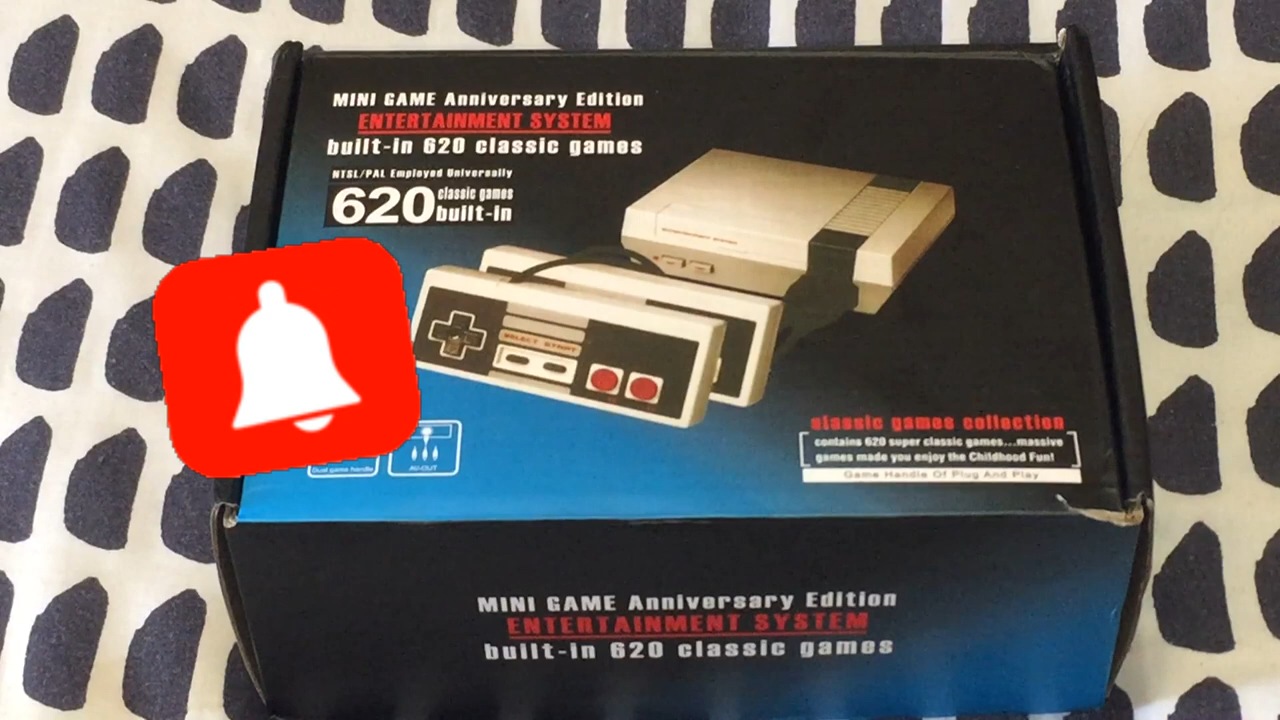 MINI GAME Anniversary Edition
ENTERTAINMENT SYSTEM
built-in 620 classic games
NTSL/PAL Employed Universally
620 classic games
built-in
SELECT START
classic games collection
contains 620 super classic games...massive
games made you enjoy the Childhood Fun!
Game Handle Of Plug And Play
Dual game handle
AV-OUT
MINI GAME Anniversary Edition
ENTERTAINMENT SYSTEM
built-in 620 classic games